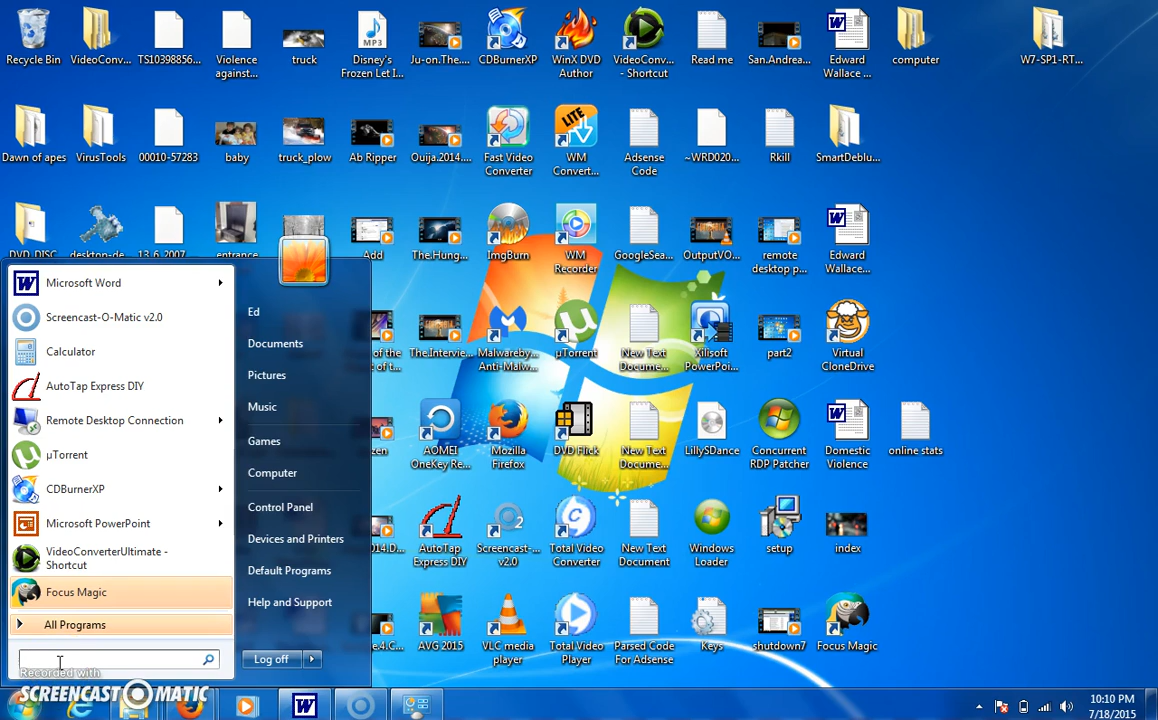 Recycle Bin
VideoConv...
TS10398856...
Violence
against...
truck
Disney's
Frozen Let I...
MP3
Ju-on.The....
CDBurnerXP
WinX DVD
Author
VideoConv...
- Shortcut
Read me
San.Andrea...
Edward
Wallace ...
computer
W7-SP1-RT...
Dawn of apes
VirusTools
00010-57283
baby
truck_plow
Ab Ripper
Ouija.2014....
Fast Video
Converter
LITE
WM
Convert...
Adsense
Code
~WRD020...
Rkill
SmartDeblu...
DVD DISC
desktop-de...
13_6_2007...
entrance
Add
The.Hung...
ImgBurn
WM
Recorder
GoogleSea...
OutputVO...
remote
desktop p...
Edward
Wallace...
of the
t of t...
The.Intervie...
Malwareby...
Anti-Malw...
µTorrent
New Text
Docume...
Xilisoft
PowerPoi...
part2
Virtual
CloneDrive
zen
AOMEI
OneKey Re...
Mozilla
Firefox
DVD Flick
New Text
Docume...
LillySDance
Concurrent
RDP Patcher
Domestic
Violence
online stats
014.D...
AutoTap
Express DIY
Screencast-...
v2.0
Total Video
Converter
New Text
Document
Windows
Loader
setup
index
e.4.C...
AVG 2015
VLC media
player
Total Video
Player
Parsed Code
For Adsense
Keys
shutdown7
Focus Magic
Microsoft Word
Screencast-O-Matic v2.0
Calculator
AutoTap Express DIY
Remote Desktop Connection
µTorrent
CDBurnerXP
Microsoft PowerPoint
VideoConverterUltimate -
Shortcut
Focus Magic
All Programs
Ed
Documents
Pictures
Music
Games
Computer
Control Panel
Devices and Printers
Default Programs
Help and Support
Log off
Recorded with
SCREENCAST MATIC
10:10 PM
7/18/2015